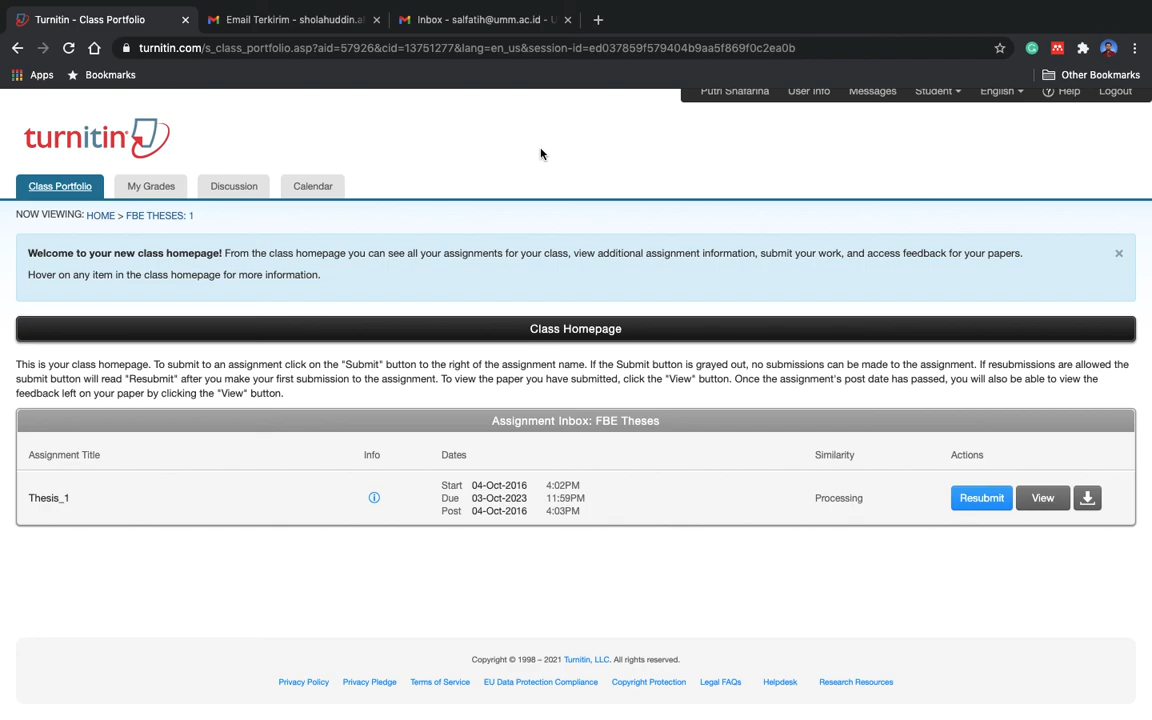 Turnitin - Class Portfolio
Email Terkirim - sholahuddin.al
Inbox - salfatih@umm.ac.id - U
turnitin.com/s_class_portfolio.asp?aid=57926&cid=13751277&lang=en_us&session-id=ed037859f579404b9aa5f869f0c2ea0b
Apps
Bookmarks
Other Bookmarks
Putri Shafarina
User Info
Messages
Student
English
Help
Logout
turnitin
Class Portfolio
My Grades
Discussion
Calendar
NOW VIEWING: HOME > FBE THESES: 1
Welcome to your new class homepage! From the class homepage you can see all your assignments for your class, view additional assignment information, submit your work, and access feedback for your papers.
Hover on any item in the class homepage for more information.
Class Homepage
This is your class homepage. To submit to an assignment click on the "Submit" button to the right of the assignment name. If the Submit button is grayed out, no submissions can be made to the assignment. If resubmissions are allowed the
submit button will read "Resubmit" after you make your first submission to the assignment. To view the paper you have submitted, click the "View" button. Once the assignment's post date has passed, you will also be able to view the
feedback left on your paper by clicking the "View" button.
Assignment Inbox: FBE Theses
Assignment Title Info Dates Similarity Actions
Start 04-Oct-2016 4:02PM
Thesis_1 Due 03-Oct-2023 11:59PM Processing Resubmit View
Post 04-Oct-2016 4:03PM
Copyright © 1998 – 2021 Turnitin, LLC. All rights reserved.
Privacy Policy Privacy Pledge Terms of Service EU Data Protection Compliance Copyright Protection Legal FAQs Helpdesk Research Resources